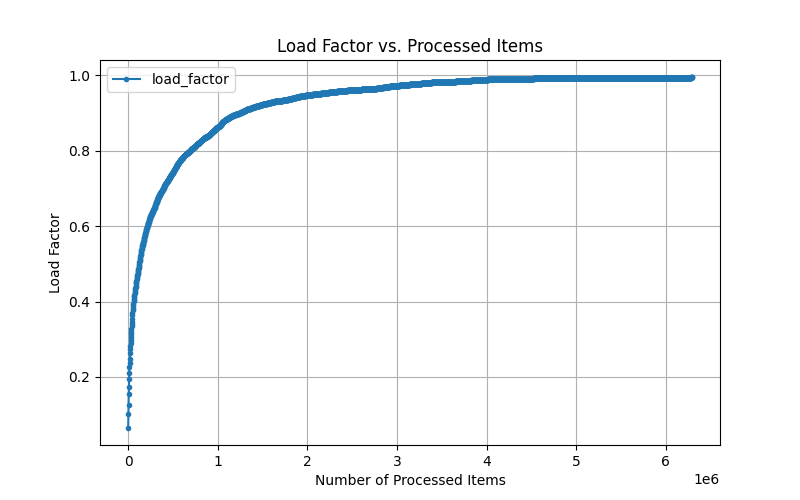 Load Factor vs. Processed Items
load_factor
1.0
0.8
0.6
0.4
0.2
Load Factor
0 1 2 3 4 5 6
1e6
Number of Processed Items